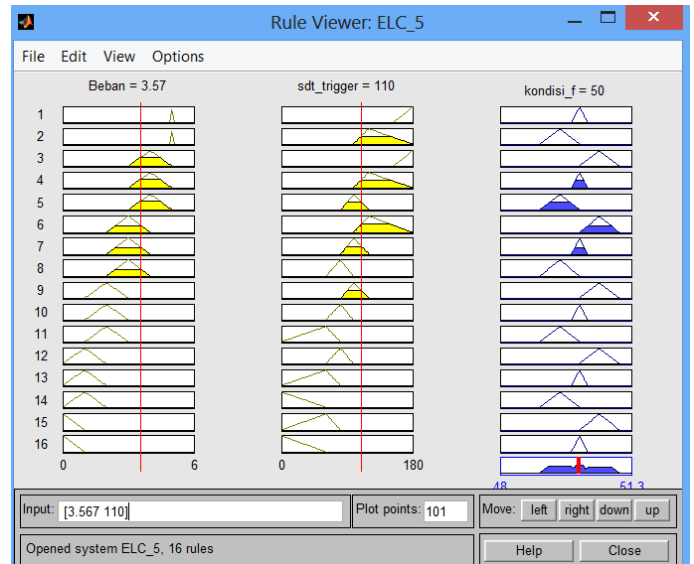 Rule Viewer: ELC_5
File Edit View Options
Beban = 3.57 sdt_trigger = 110 kondisi_f = 50
1
2
3
4
5
6
7
8
9
10
11
12
13
14
15
16
0 6 0 180
48 51.3
Input: [3.567 110] Plot points: 101 Move: left right down up
Opened system ELC_5, 16 rules Help Close